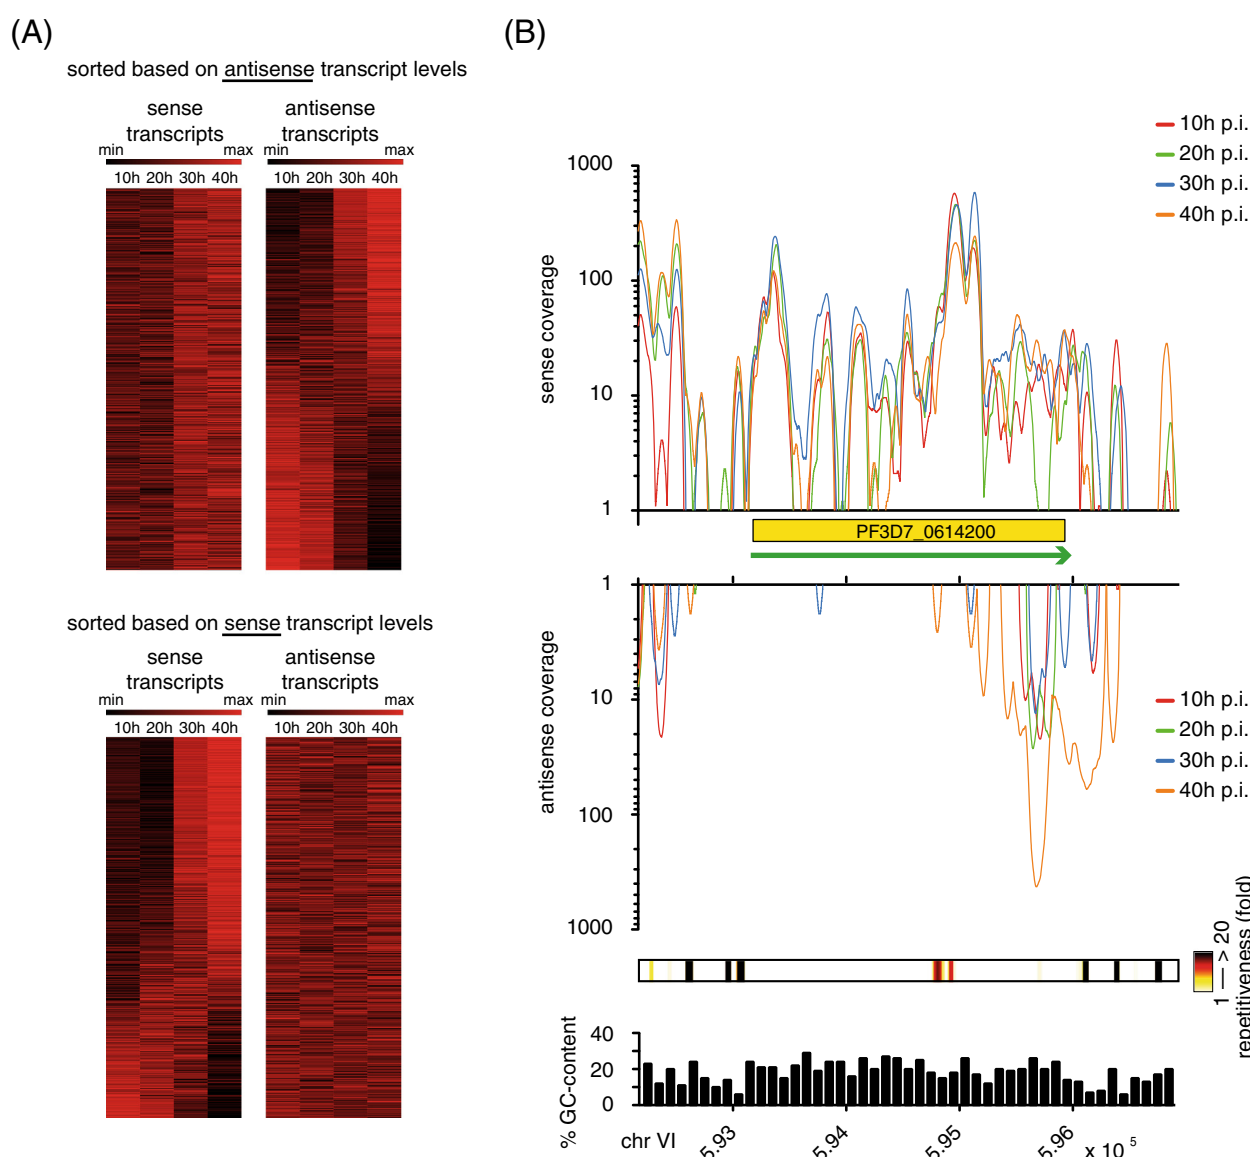 (A)
sorted based on antisense transcript levels
sense transcripts
antisense transcripts
min max
min max
10h 20h 30h 40h
10h 20h 30h 40h
sorted based on sense transcript levels
sense transcripts
antisense transcripts
min max
min max
10h 20h 30h 40h
10h 20h 30h 40h
(B)
10h p.i.
20h p.i.
30h p.i.
40h p.i.
sense coverage
1000
100
10
1
PF3D7_0614200
antisense coverage
1
10
100
1000
10h p.i.
20h p.i.
30h p.i.
40h p.i.
repetitiveness (fold)
1 — > 20
% GC-content
40
20
0
chr VI
5.93
5.94
5.95
5.96
x 10 5